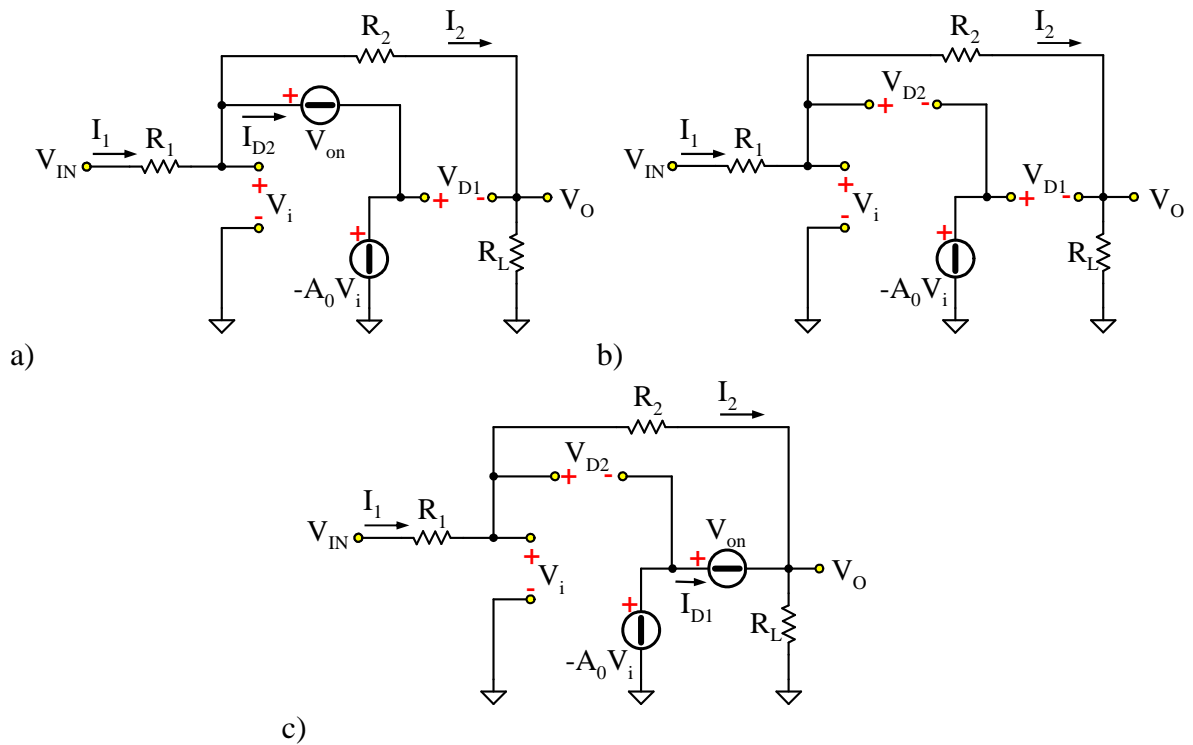 R2 I2
+ Von
ID2
I1 R1
VIN
+ Vi -
+ VD1 -
VO
+
-A0Vi
RL
a)
R2 I2
VD2
+ -
I1 R1
VIN
+ Vi -
VD1
+ -
VO
+
-A0Vi
RL
b)
R2 I2
VD2
+ -
I1 R1
VIN
+ Vi -
Von
+
ID1
VO
+
-A0Vi
RL
c)